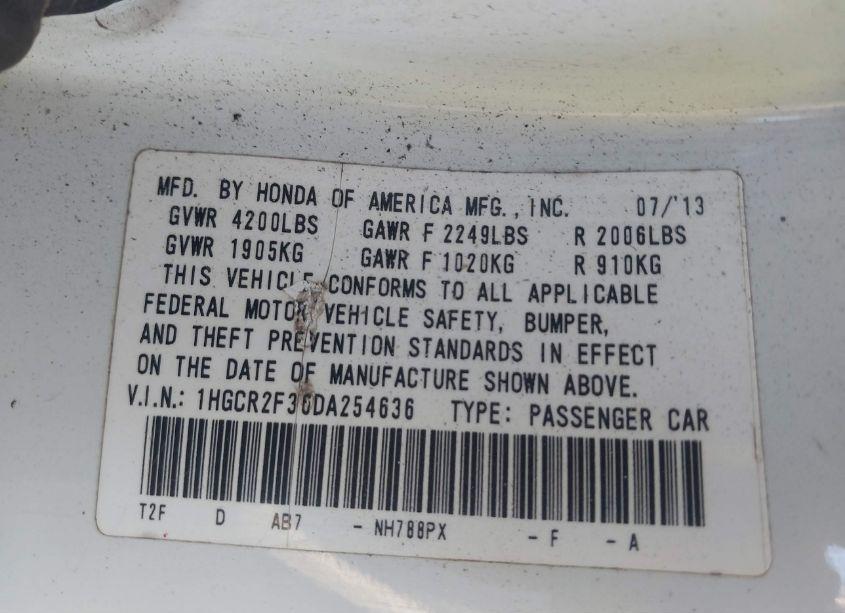 MFD. BY HONDA OF AMERICA MFG., INC. 07/'13
GVWR 4200LBS GAWR F 2249LBS R 2006LBS
GVWR 1905KG GAWR F 1020KG R 910KG
THIS VEHICLE CONFORMS TO ALL APPLICABLE
FEDERAL MOTOR VEHICLE SAFETY, BUMPER,
AND THEFT PREVENTION STANDARDS IN EFFECT
ON THE DATE OF MANUFACTURE SHOWN ABOVE.
V.I.N.: 1HGCR2F36DA254636 TYPE: PASSENGER CAR
T2F D AB7 - NH788PX - F - A